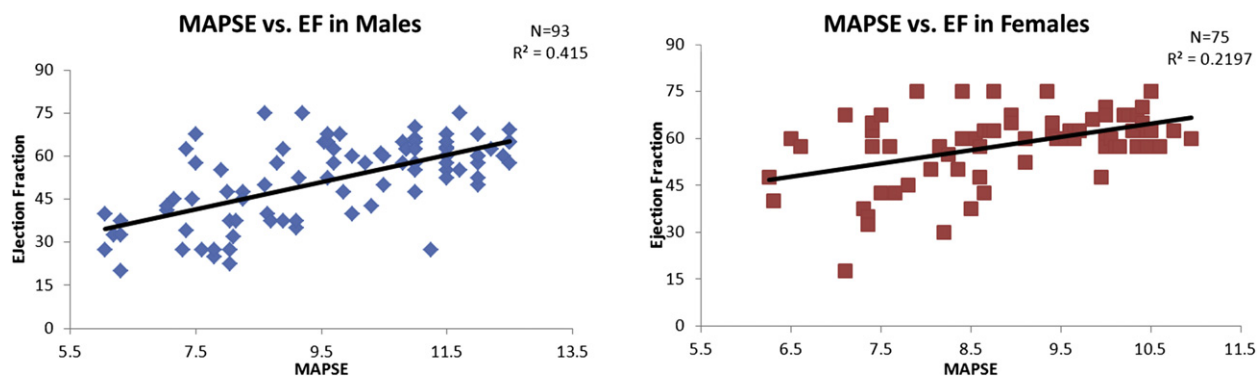 MAPSE vs. EF in Males
N=93
R² = 0.415
90
75
60
45
30
15
0
Ejection Fraction
5.5 7.5 9.5 11.5 13.5
MAPSE
MAPSE vs. EF in Females
N=75
R² = 0.2197
90
75
60
45
30
15
0
Ejection Fraction
5.5 6.5 7.5 8.5 9.5 10.5 11.5
MAPSE